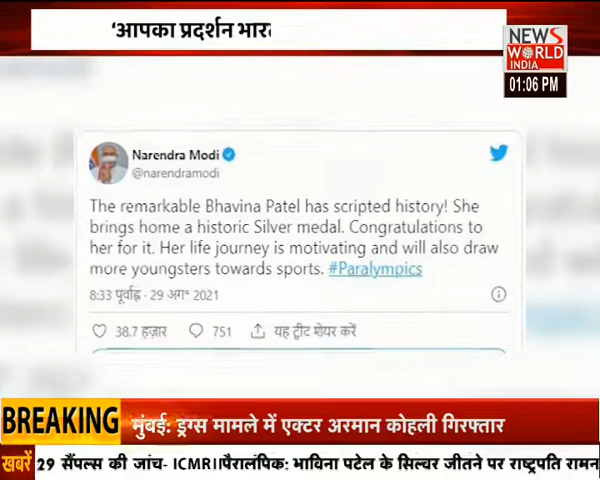 ‘आपका प्रदर्शन भारत
NEWS
WORLD
INDIA
01:06 PM
Narendra Modi
@narendramodi
The remarkable Bhavina Patel has scripted history! She
brings home a historic Silver medal. Congratulations to
her for it. Her life journey is motivating and will also draw
more youngsters towards sports. #Paralympics
8:33 पूर्वाह्न · 29 अग॰ 2021
38.7 हज़ार 751 यह ट्वीट शेयर करें
BREAKING मुंबई: ड्रग्स मामले में एक्टर अरमान कोहली गिरफ्तार
खबरें 29 सैंपल्स की जांच- ICMR||पैरालंपिक: भाविना पटेल के सिल्वर जीतने पर राष्ट्रपति रामन